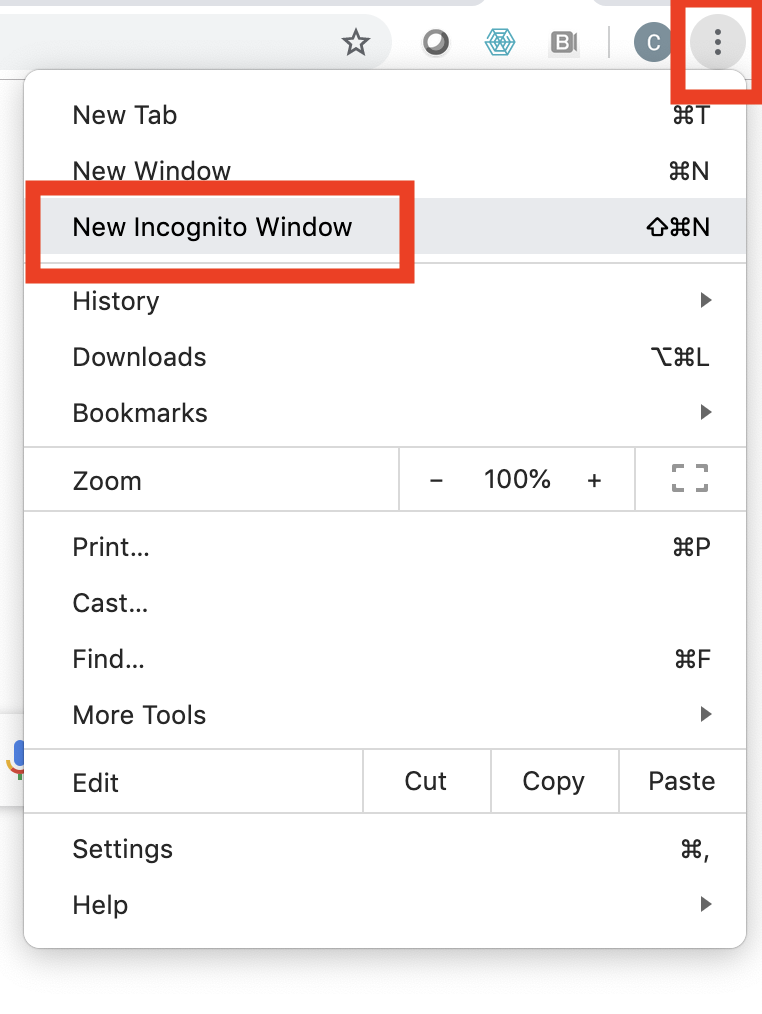 B
C
New Tab ⌘T
New Window ⌘N
New Incognito Window ⇧⌘N
History
Downloads ⌥⌘L
Bookmarks
Zoom − 100% +
Print... ⌘P
Cast...
Find... ⌘F
More Tools
Edit Cut Copy Paste
Settings ⌘,
Help